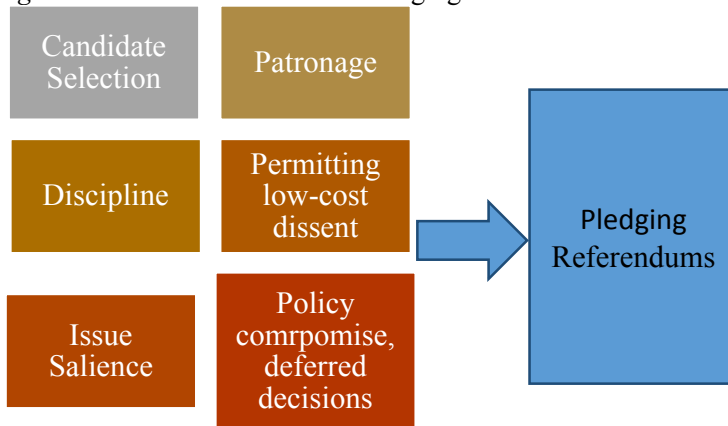 Candidate
Selection
Patronage
Discipline
Permitting
low-cost
dissent
Issue
Salience
Policy
comrpomise,
deferred
decisions
Pledging
Referendums